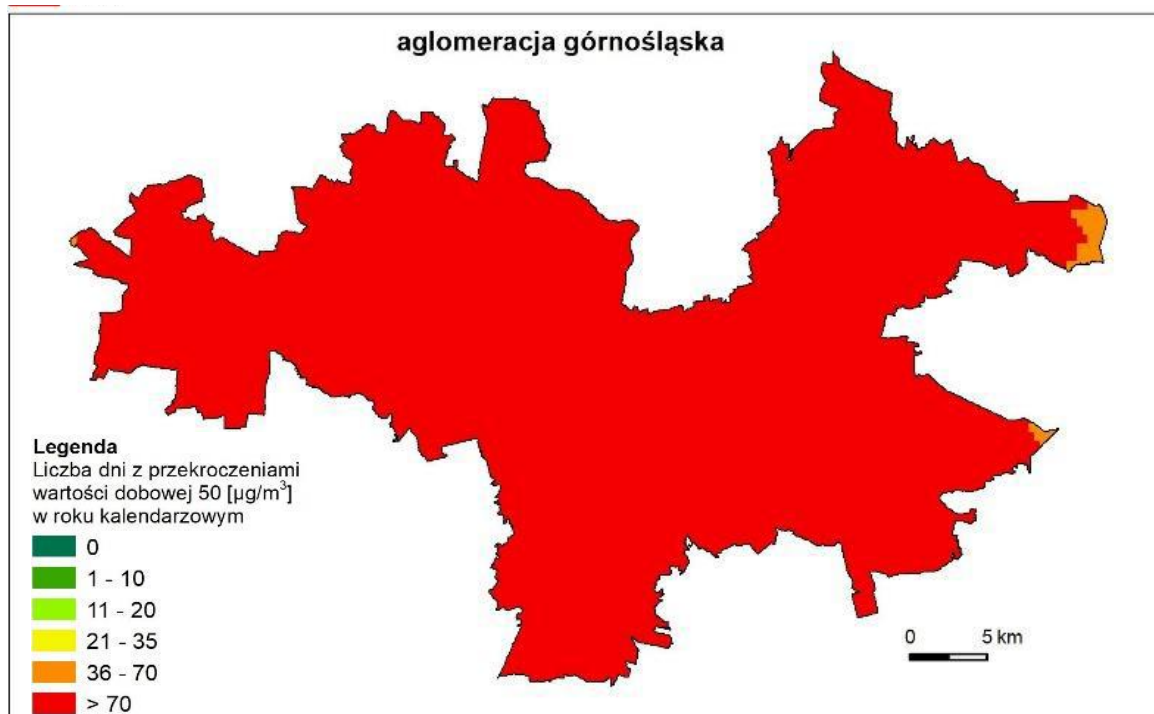 aglomeracja górnośląska
Legenda
Liczba dni z przekroczeniami
wartości dobowej 50 [µg/m³]
w roku kalendarzowym
0
1 - 10
11 - 20
21 - 35
36 - 70
> 70
0 5 km